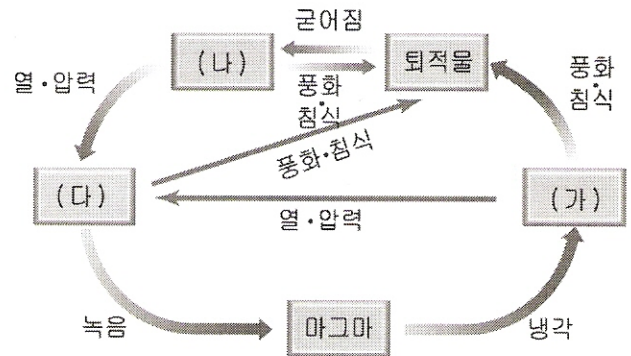 굳어짐
(나)
퇴적물
열·압력
풍화·
침식
풍화·
침식
풍화·침식
(다)
(가)
열·압력
녹음
마그마
냉각